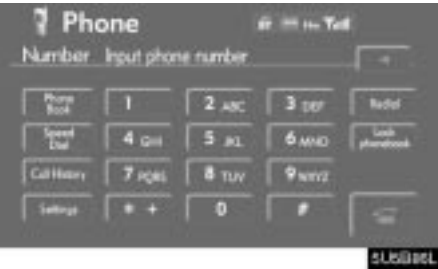 Phone
Number Input phone number
Phone Book
1
2 ABC
3 DEF
Redial
Speed Dial
4 GHI
5 JKL
6 MNO
Lock phonebook
Call History
7 PQRS
8 TUV
9 WXYZ
Settings
* +
0
#